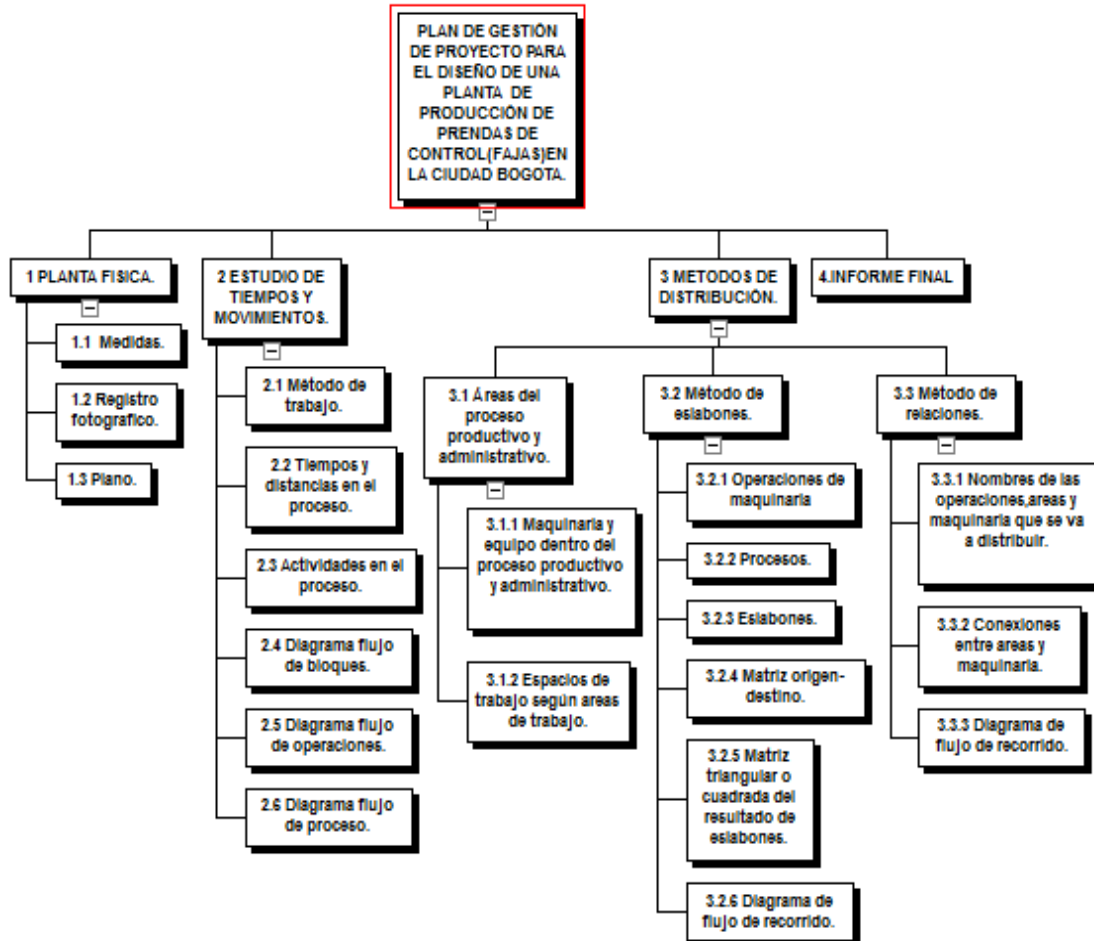 PLAN DE GESTIÓN
DE PROYECTO PARA
EL DISEÑO DE UNA
PLANTA DE
PRODUCCIÓN DE
PRENDAS DE
CONTROL(FAJAS)EN
LA CIUDAD BOGOTA.
1 PLANTA FISICA.
1.1 Medidas.
1.2 Registro
fotografico.
1.3 Plano.
2 ESTUDIO DE
TIEMPOS Y
MOVIMIENTOS.
2.1 Método de
trabajo.
2.2 Tiempos y
distancias en el
proceso.
2.3 Actividades en el
proceso.
2.4 Diagrama flujo
de bloques.
2.5 Diagrama flujo
de operaciones.
2.6 Diagrama flujo
de proceso.
3 METODOS DE
DISTRIBUCIÓN.
3.1 Áreas del
proceso
productivo y
administrativo.
3.1.1 Maquinaria y
equipo dentro del
proceso productivo
y administrativo.
3.1.2 Espacios de
trabajo según areas
de trabajo.
3.2 Método de
eslabones.
3.2.1 Operaciones de
maquinaria
3.2.2 Procesos.
3.2.3 Eslabones.
3.2.4 Matriz origen-
destino.
3.2.5 Matriz
triangular o
cuadrada del
resultado de
eslabones.
3.2.6 Diagrama de
flujo de recorrido.
3.3 Método de
relaciones.
3.3.1 Nombres de las
operaciones,areas y
maquinaria que se va
a distribuir.
3.3.2 Conexiones
entre areas y
maquinaria.
3.3.3 Diagrama de
flujo de recorrido.
4.INFORME FINAL